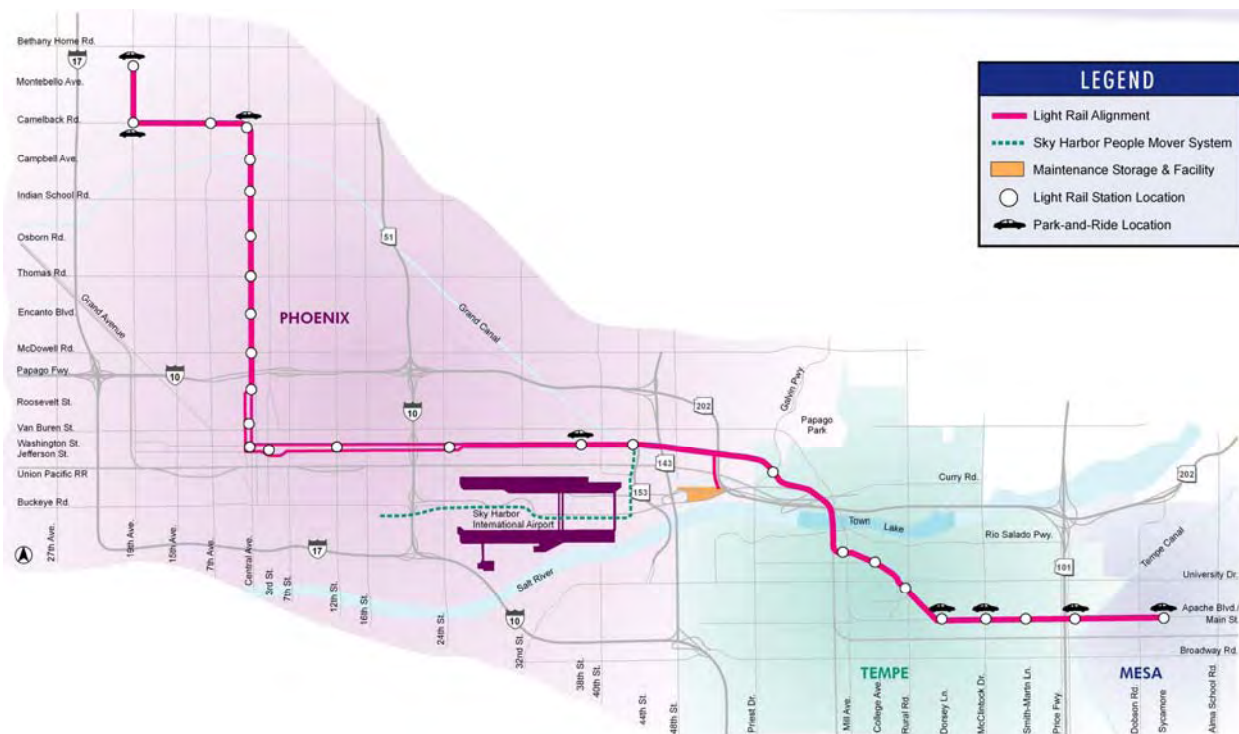 Bethany Home Rd.
17
Montebello Ave.
Camelback Rd.
Campbell Ave.
Indian School Rd.
Osborn Rd.
Thomas Rd.
Encanto Blvd.
McDowell Rd.
Papago Fwy.
Roosevelt St.
Van Buren St.
Washington St.
Jefferson St.
Union Pacific RR
Buckeye Rd.
Grand Avenue
PHOENIX
51
Grand Canal
10
10
202
Galvin Pwy.
Papago
Park
143
153
Curry Rd.
202
Sky Harbor
International Airport
Town
Lake
Rio Salado Pwy.
Tempe Canal
101
17
Salt River
10
University Dr.
Apache Blvd./
Main St.
Broadway Rd.
TEMPE
MESA
27th Ave.
19th Ave.
15th Ave.
7th Ave.
Central Ave.
3rd St.
7th St.
12th St.
16th St.
24th St.
32nd St.
38th St.
40th St.
44th St.
48th St.
Priest Dr.
Mill Ave.
College Ave.
Rural Rd.
Dorsey Ln.
McClintock Dr.
Smith-Martin Ln.
Price Fwy.
Dobson Rd.
Sycamore
Alma School Rd.
LEGEND
Light Rail Alignment
Sky Harbor People Mover System
Maintenance Storage & Facility
Light Rail Station Location
Park-and-Ride Location